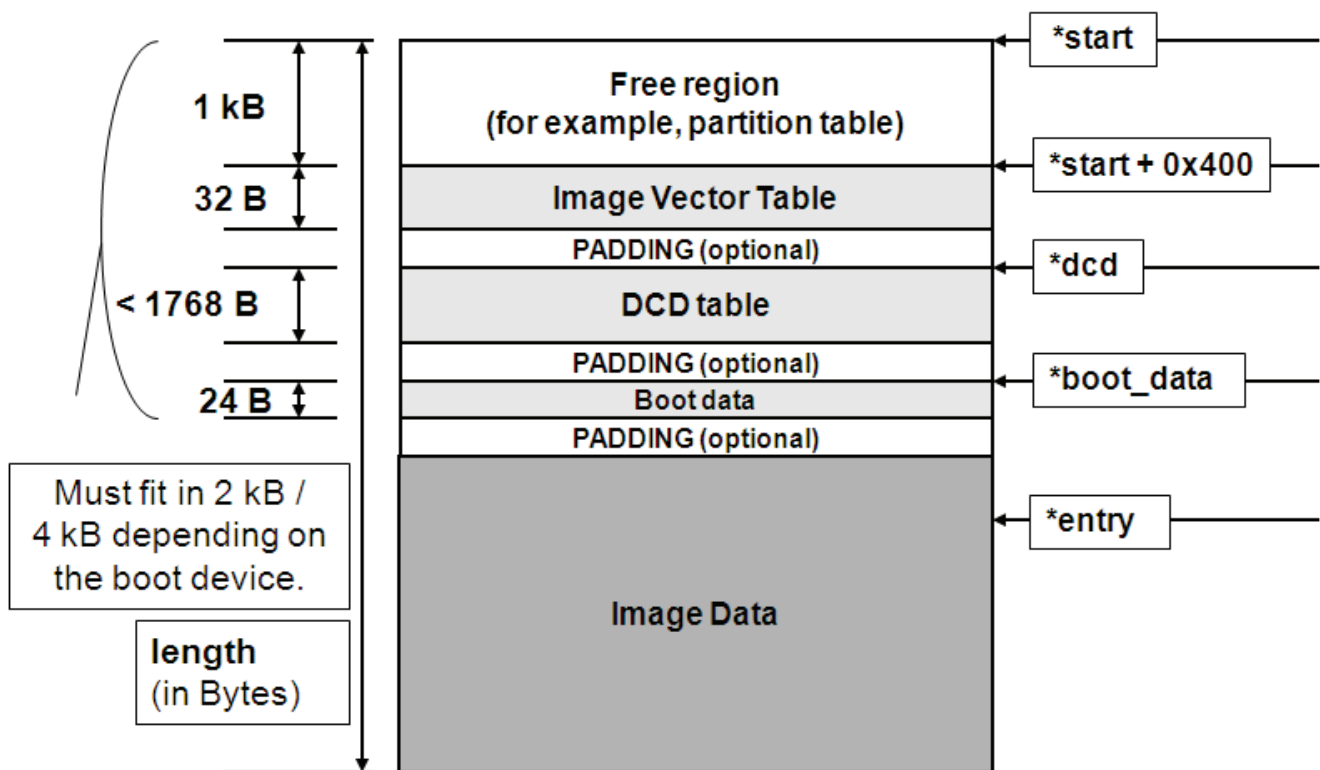 *start
1 kB
Free region
(for example, partition table)
*start + 0x400
32 B
Image Vector Table
PADDING (optional)
*dcd
< 1768 B
DCD table
PADDING (optional)
*boot_data
24 B
Boot data
PADDING (optional)
Must fit in 2 kB /
4 kB depending on
the boot device.
*entry
Image Data
length
(in Bytes)